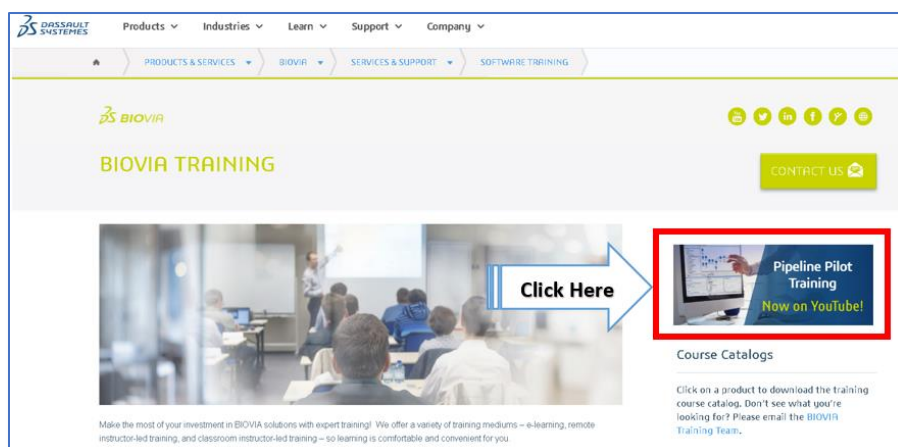 DASSAULT
SYSTEMES
Products
Industries
Learn
Support
Company
PRODUCTS & SERVICES
BIOVIA
SERVICES & SUPPORT
SOFTWARE TRAINING
BIOVIA
BIOVIA TRAINING
CONTACT US
Click Here
Pipeline Pilot
Training
Now on YouTube!
Course Catalogs
Click on a product to download the training
course catalog. Don't see what you're
looking for? Please email the BIOVIA
Training Team.
Make the most of your investment in BIOVIA solutions with expert training! We offer a variety of training mediums – e-learning, remote
instructor-led training, and classroom instructor-led training – so learning is comfortable and convenient for you.